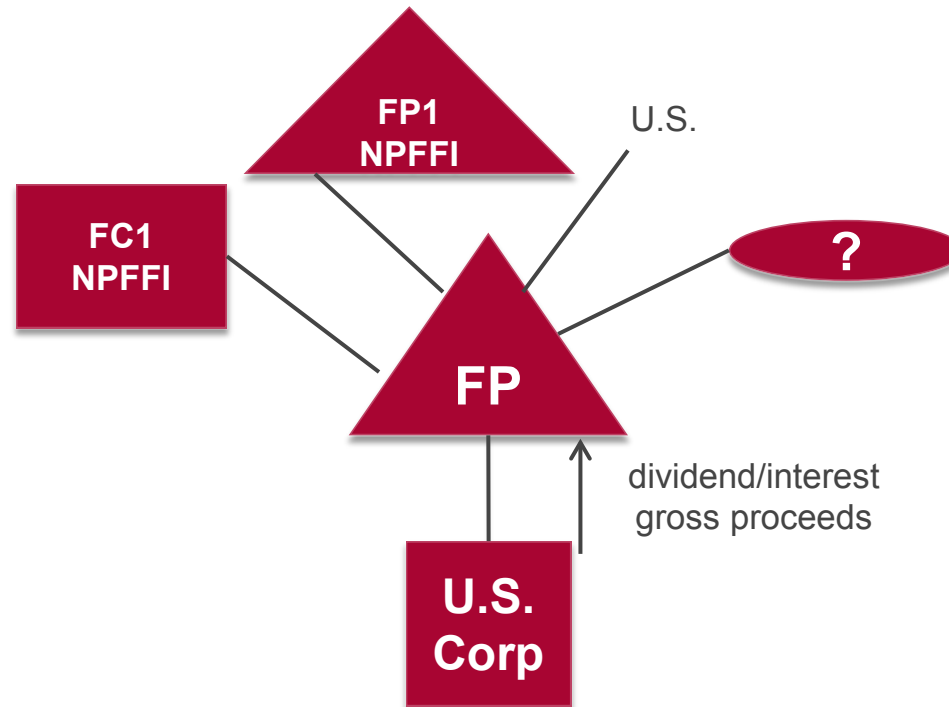 FP1
NPFFI
U.S.
FC1
NPFFI
?
FP
dividend/interest
gross proceeds
U.S.
Corp